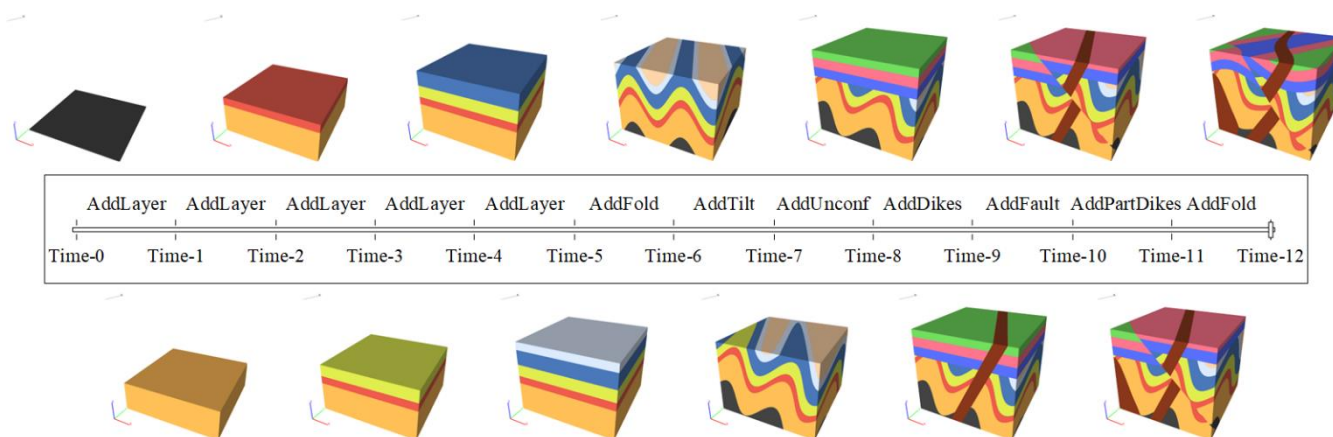 AddLayer AddLayer AddLayer AddLayer AddLayer AddFold AddTilt AddUnconf AddDikes AddFault AddPartDikes AddFold
Time-0 Time-1 Time-2 Time-3 Time-4 Time-5 Time-6 Time-7 Time-8 Time-9 Time-10 Time-11 Time-12